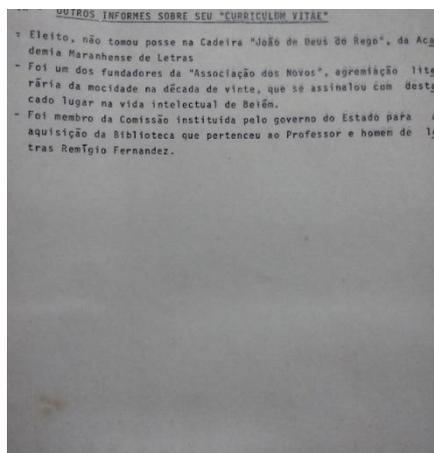 OUTROS INFORMES SOBRE SEU "CURRICULUM VITAE"
- Eleito, não tomou posse na Cadeira "João de Deus do Rego", da Aca
demia Maranhense de Letras
- Foi um dos fundadores da "Associação dos Novos", agremiação lite
rária da mocidade na década de vinte, que se assinalou com desta
cado lugar na vida intelectual de Belém.
- Foi membro da Comissão instituída pelo governo do Estado para
aquisição da Biblioteca que pertenceu ao Professor e homem de le
tras Remígio Fernandez.